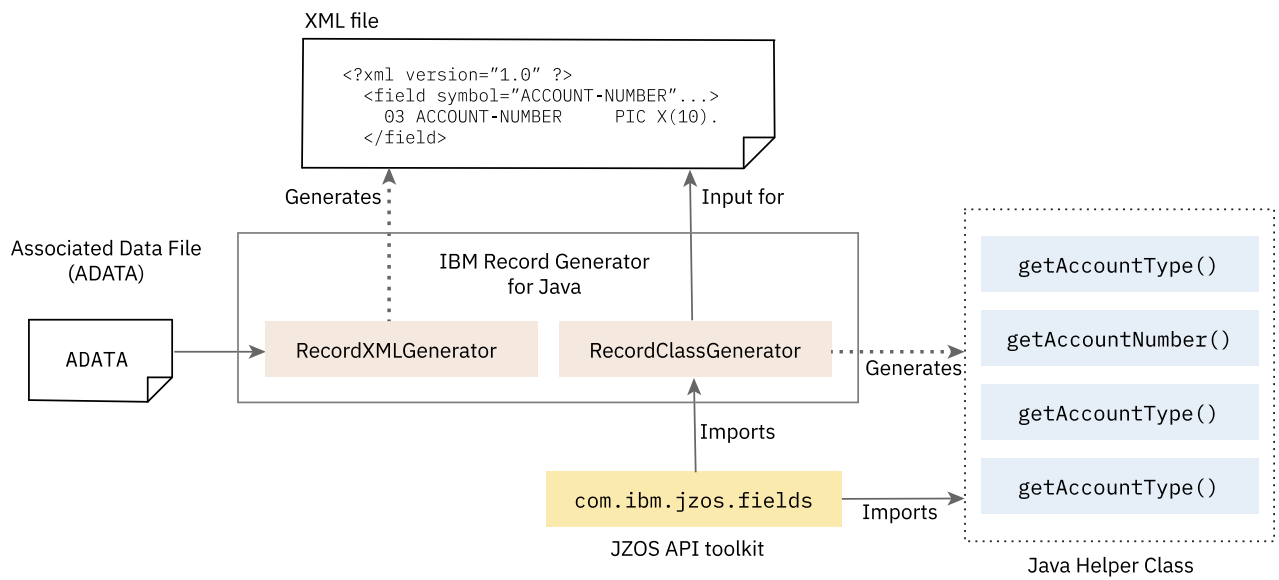 XML file
<?xml version=”1.0” ?>
<field symbol=”ACCOUNT-NUMBER”...>
03 ACCOUNT-NUMBER     PIC X(10).
</field>
Generates
Input for
Associated Data File
(ADATA)
IBM Record Generator
for Java
ADATA
RecordXMLGenerator
RecordClassGenerator
Generates
Imports
com.ibm.jzos.fields
JZOS API toolkit
Imports
getAccountType()
getAccountNumber()
getAccountType()
getAccountType()
Java Helper Class